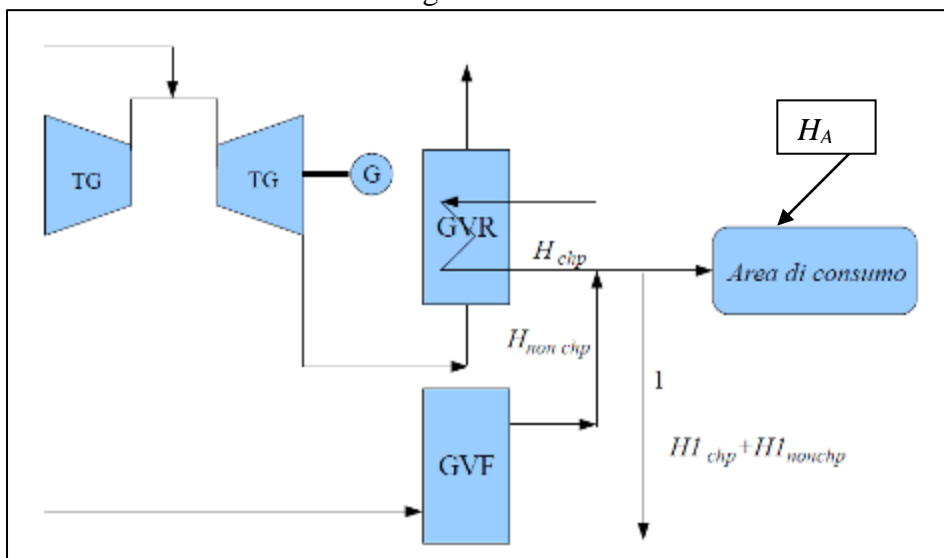 H_A
TG
TG
G
GVR
H_chp
Area di consumo
H_non chp
1
GVF
H1_chp+H1_nonchp